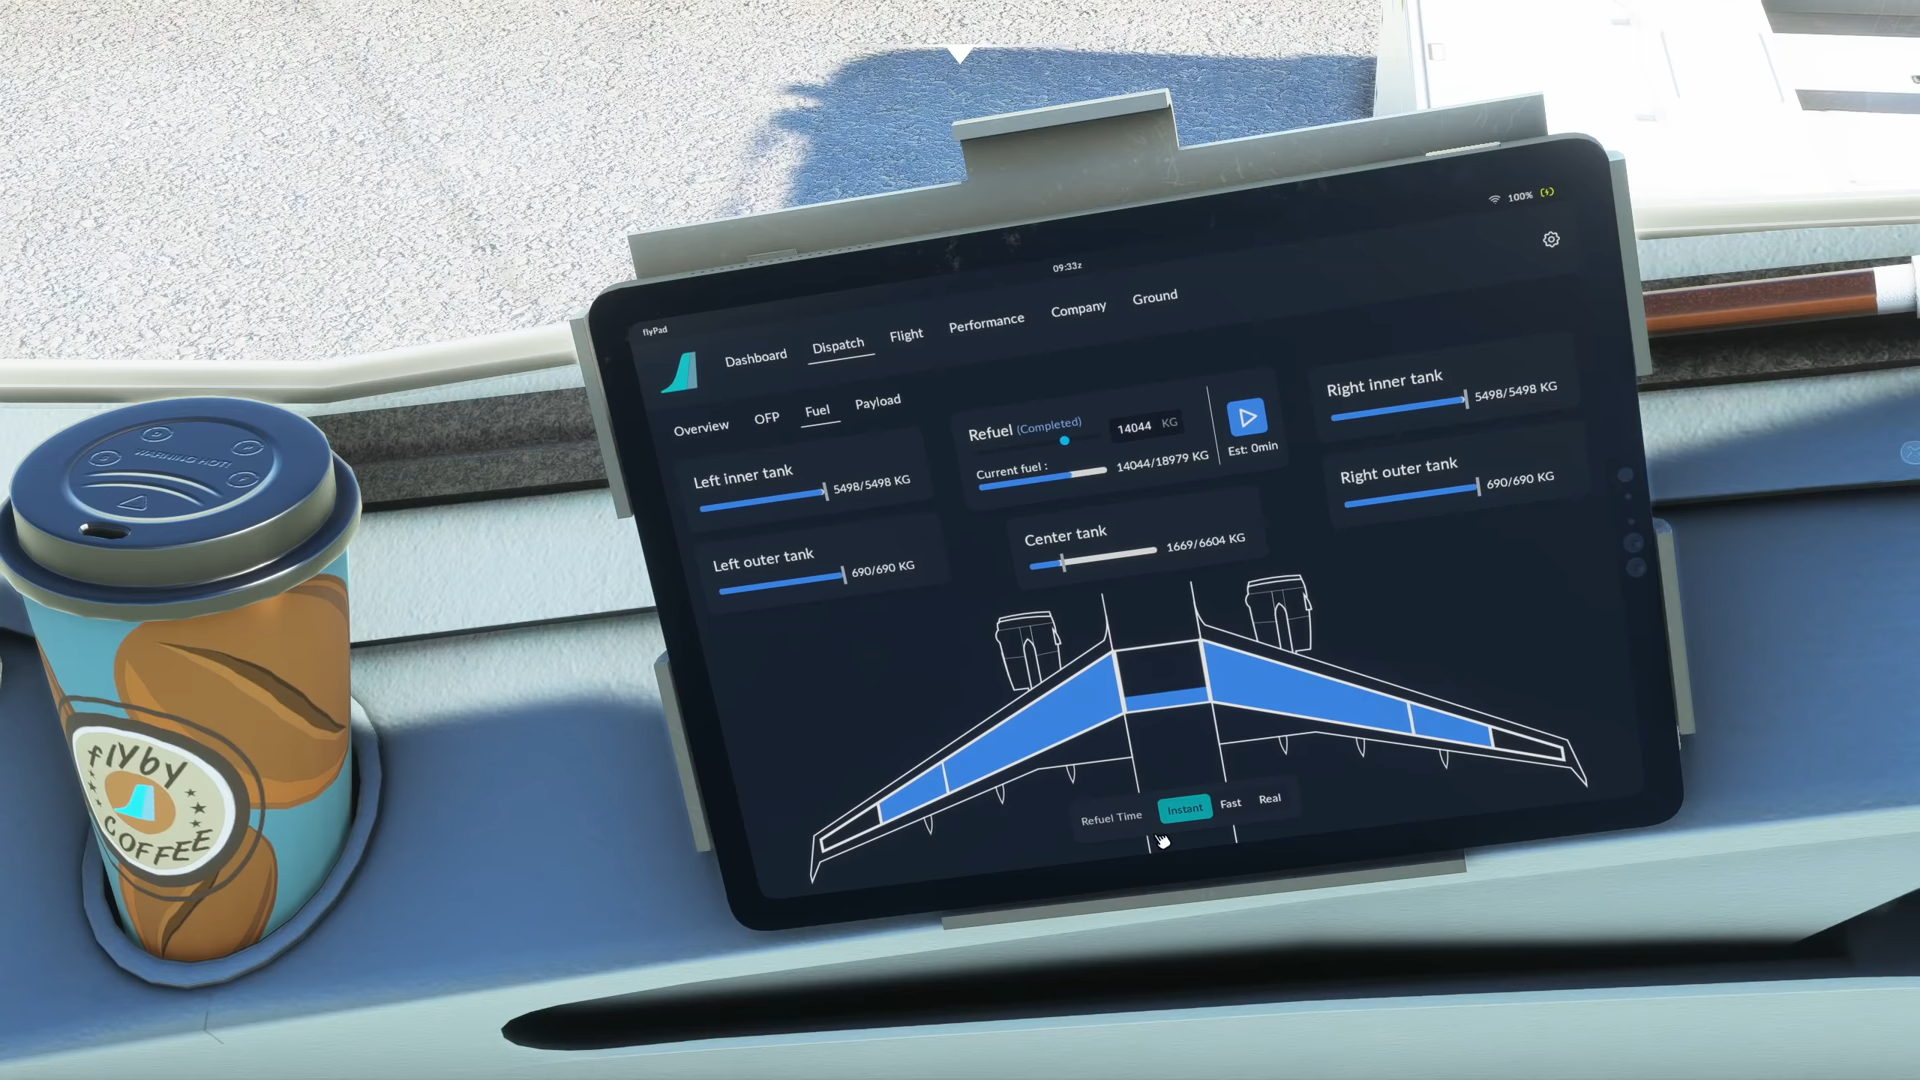 100%
09:33z
flyPad
Dashboard
Dispatch
Flight
Performance
Company
Ground
Overview
OFP
Fuel
Payload
Left inner tank
5498/5498 KG
Left outer tank
690/690 KG
Refuel (Completed)
14044 KG
Current fuel :
14044/18979 KG
Est: 0min
Center tank
1669/6604 KG
Right inner tank
5498/5498 KG
Right outer tank
690/690 KG
Refuel Time
Instant
Fast
Real
WARNING HOT!
flyby
COFFEE